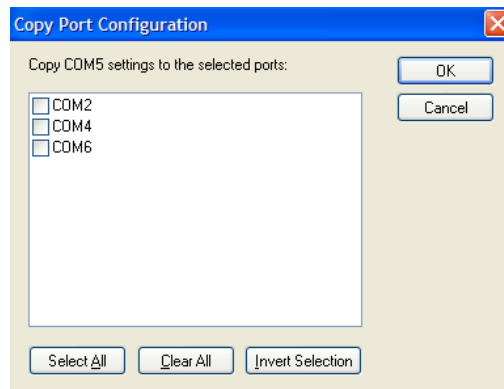 Copy Port Configuration
Copy COM5 settings to the selected ports:
OK
Cancel
COM2
COM4
COM6
Select All
Clear All
Invert Selection